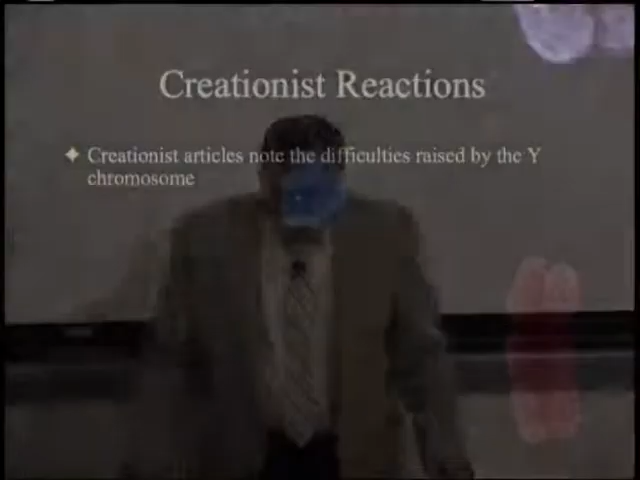 Creationist Reactions
Creationist articles note the difficulties raised by the Y
chromosome